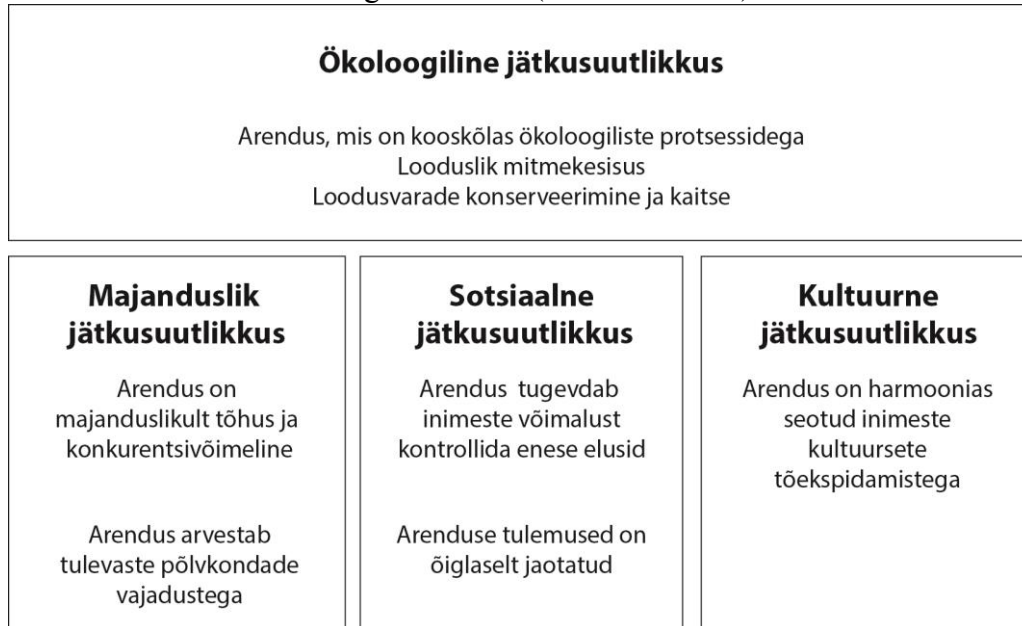 Ökoloogiline jätkusuutlikkus
Arendus, mis on kooskõlas ökoloogiliste protsessidega
Looduslik mitmekesisus
Loodusvarade konserveerimine ja kaitse
Majanduslik
jätkusuutlikkus
Arendus on
majanduslikult tõhus ja
konkurentsivõimeline
Arendus arvestab
tulevaste põlvkondade
vajadustega
Sotsiaalne
jätkusuutlikkus
Arendus tugevdab
inimeste võimalust
kontrollida enese elusid
Arenduse tulemused on
õiglaselt jaotatud
Kultuurne
jätkusuutlikkus
Arendus on harmoonias
seotud inimeste
kultuursete
tõekspidamistega